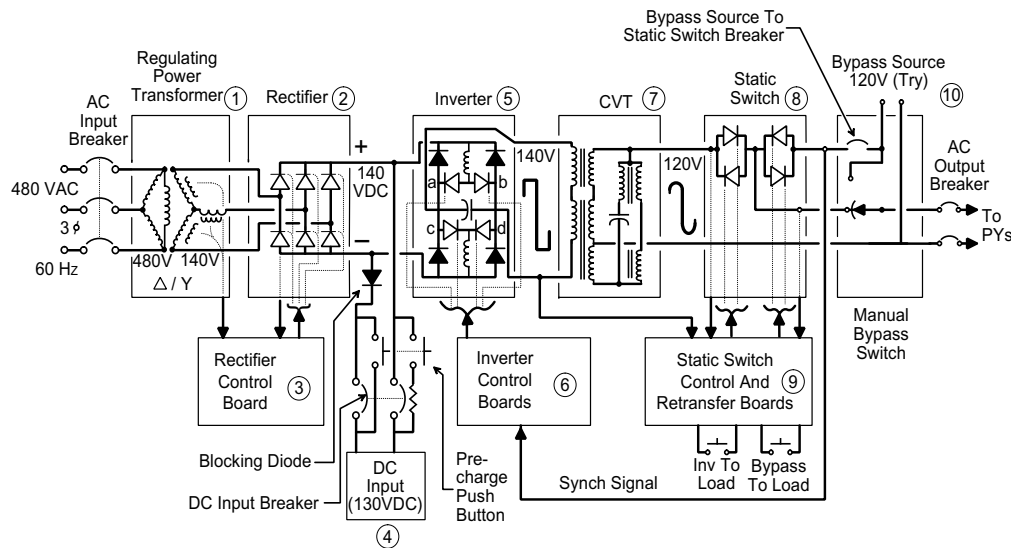 Bypass Source To
Static Switch Breaker
Regulating
Power
Transformer 1
Rectifier 2
Inverter 5
CVT 7
Static
Switch 8
Bypass Source
120V (Try)
10
AC
Input
Breaker
480 VAC
3 ϕ
60 Hz
480V
140V
△ / Y
+
140
VDC
−
a
b
c
d
140V
120V
AC
Output
Breaker
To
PYs
Manual
Bypass
Switch
Rectifier
Control
Board
3
Inverter
Control
Boards
6
Static Switch
Control And
Retransfer Boards
9
Blocking Diode
DC Input Breaker
DC
Input
(130VDC)
4
Pre-
charge
Push
Button
Synch Signal
Inv To
Load
Bypass
To Load